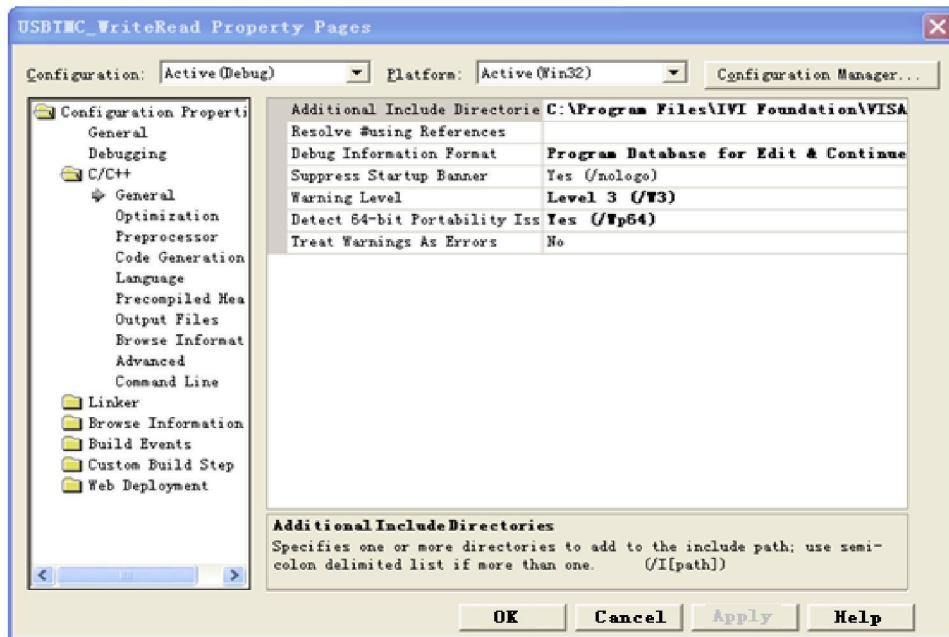 USBTMC_WriteRead Property Pages
Configuration: Active(Debug) Platform: Active(Win32) Configuration Manager...
Configuration Properti
General
Debugging
C/C++
General
Optimization
Preprocessor
Code Generation
Language
Precompiled Hea
Output Files
Browse Informat
Advanced
Command Line
Linker
Browse Information
Build Events
Custom Build Step
Web Deployment
Additional Include Directorie C:\Program Files\IVI Foundation\VISA
Resolve #using References
Debug Information Format Program Database for Edit & Continue
Suppress Startup Banner Yes (/nologo)
Warning Level Level 3 (/W3)
Detect 64-bit Portability Iss Yes (/Wp64)
Treat Warnings As Errors No
Additional Include Directories
Specifies one or more directories to add to the include path; use semi-
colon delimited list if more than one. (/I[path])
OK Cancel Apply Help